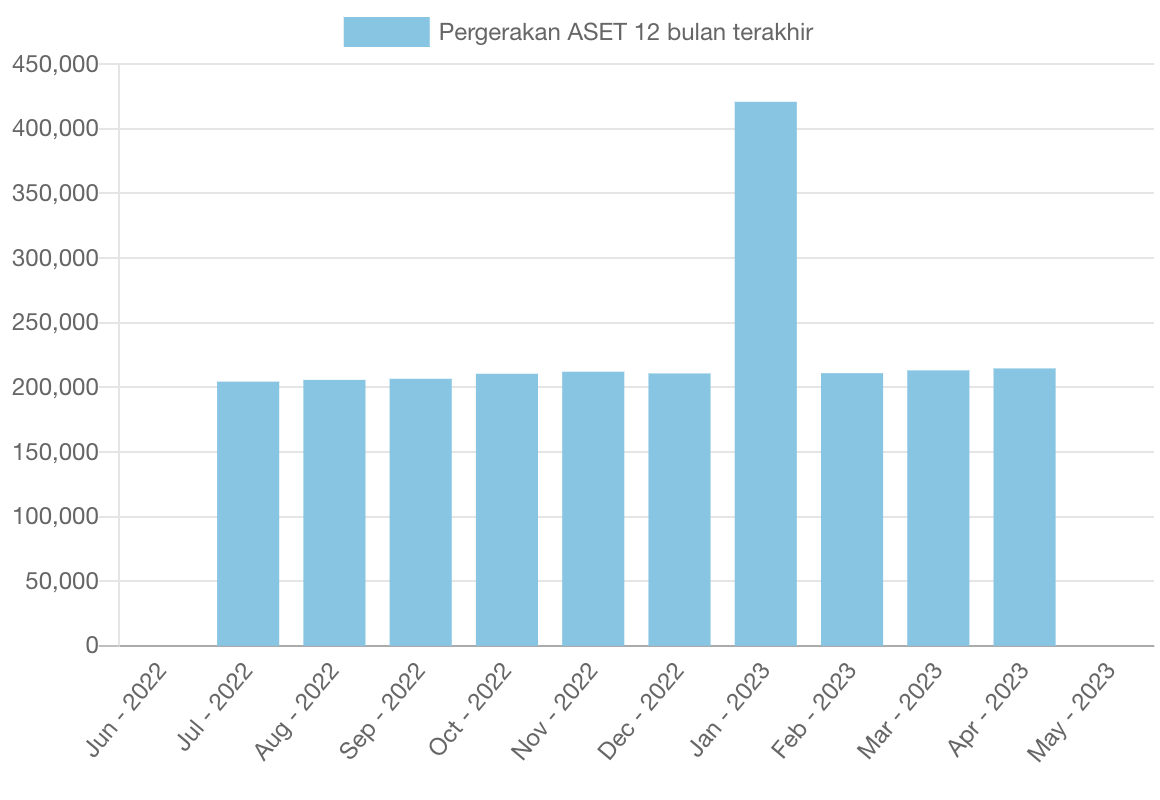 Pergerakan ASET 12 bulan terakhir
450,000
400,000
350,000
300,000
250,000
200,000
150,000
100,000
50,000
0
Jun - 2022
Jul - 2022
Aug - 2022
Sep - 2022
Oct - 2022
Nov - 2022
Dec - 2022
Jan - 2023
Feb - 2023
Mar - 2023
Apr - 2023
May - 2023